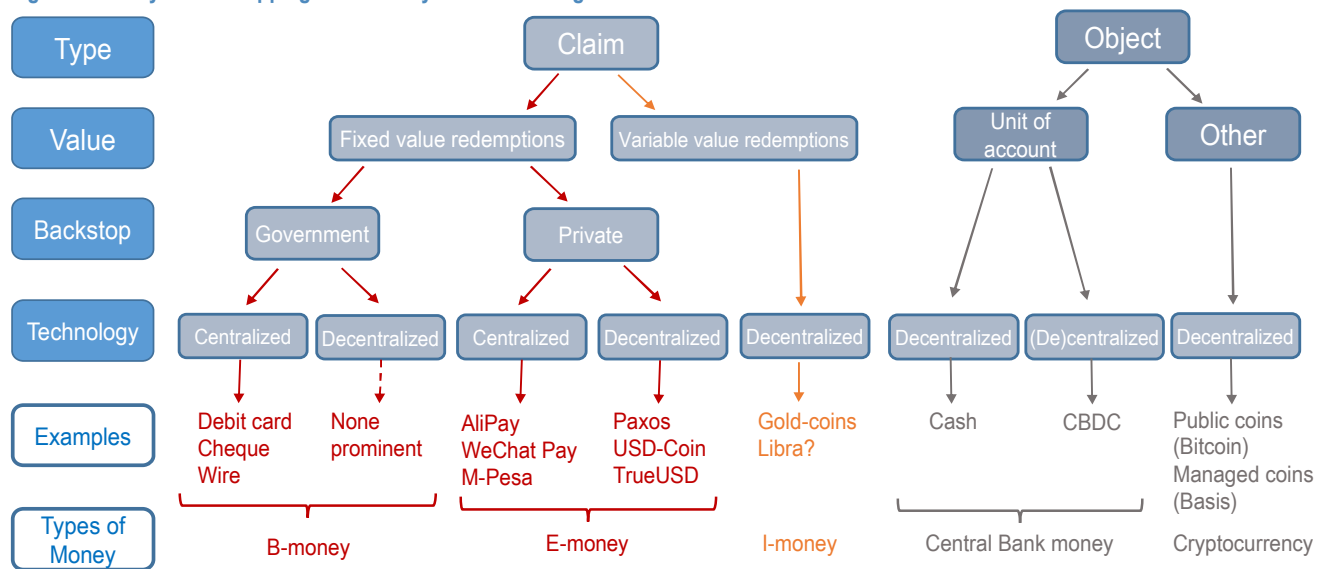 Type
Claim
Object
Value
Fixed value redemptions
Variable value redemptions
Unit of
account
Other
Backstop
Government
Private
Technology
Centralized
Decentralized
Centralized
Decentralized
Decentralized
Decentralized
(De)centralized
Decentralized
Examples
Debit card
Cheque
Wire
None
prominent
AliPay
WeChat Pay
M-Pesa
Paxos
USD-Coin
TrueUSD
Gold-coins
Libra?
Cash
CBDC
Public coins
(Bitcoin)
Managed coins
(Basis)
Types of
Money
B-money
E-money
I-money
Central Bank money
Cryptocurrency